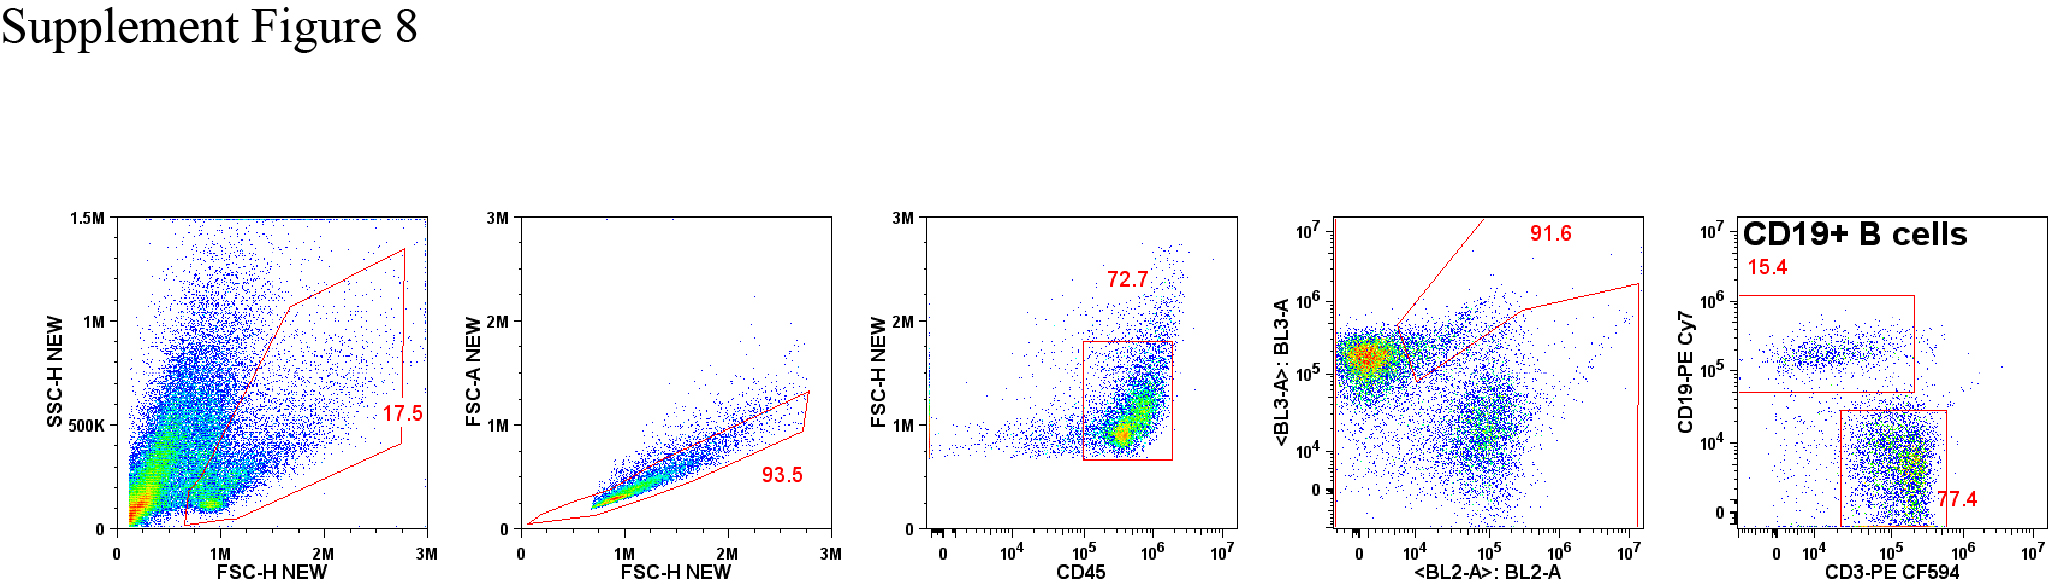 Supplement Figure 8
1.5M
1M
500K
0
SSC-H NEW
17.5
0
1M
2M
3M
FSC-H NEW
3M
2M
1M
0
FSC-A NEW
93.5
1M
2M
3M
FSC-H NEW
3M
2M
1M
0
FSC-H NEW
72.7
0
10^4
10^5
10^6
10^7
CD45
10^7
10^6
10^5
10^4
0
<BL3-A>: BL3-A
91.6
0
10^4
10^5
10^6
10^7
<BL2-A>: BL2-A
10^7
10^6
10^5
10^4
0
CD19-PE Cy7
CD19+ B cells
15.4
77.4
0
10^4
10^5
10^6
10^7
CD3-PE CF594